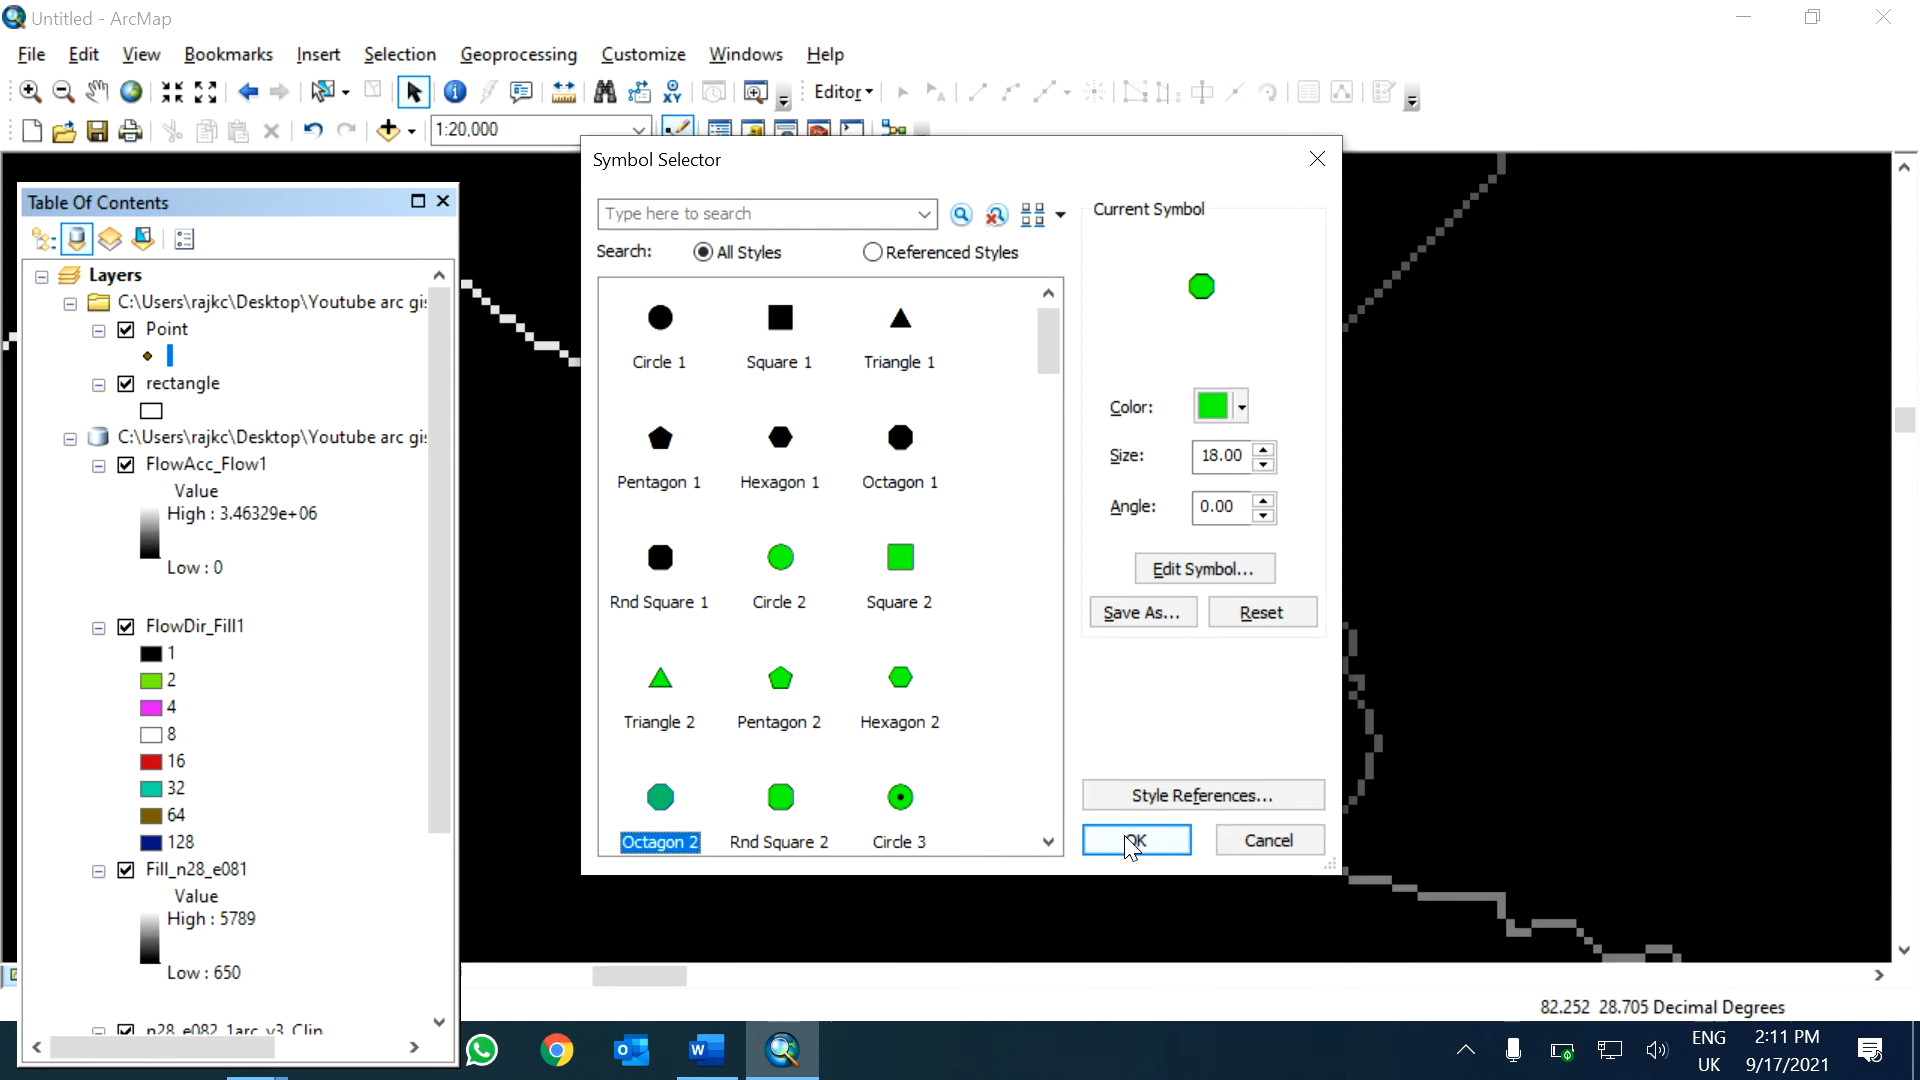 Untitled - ArcMap
File Edit View Bookmarks Insert Selection Geoprocessing Customize Windows Help
XY Editor
1:20,000
Symbol Selector
Type here to search
Search: All Styles Referenced Styles
Circle 1 Square 1 Triangle 1
Pentagon 1 Hexagon 1 Octagon 1
Rnd Square 1 Circle 2 Square 2
Triangle 2 Pentagon 2 Hexagon 2
Octagon 2 Rnd Square 2 Circle 3
Current Symbol
Color:
Size: 18.00
Angle: 0.00
Edit Symbol...
Save As... Reset
Style References...
OK Cancel
Table Of Contents
Layers
C:\Users\rajkc\Desktop\Youtube arc gi
Point
rectangle
C:\Users\rajkc\Desktop\Youtube arc gi
FlowAcc_Flow1
Value
High : 3.46329e+06
Low : 0
FlowDir_Fill1
1
2
4
8
16
32
64
128
Fill_n28_e081
Value
High : 5789
Low : 650
n28_e082_1arc_v3_Clip
82.252 28.705 Decimal Degrees
ENG
UK
2:11 PM
9/17/2021